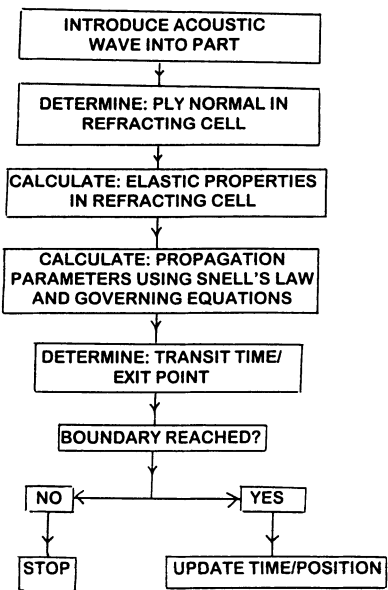 INTRODUCE ACOUSTIC
WAVE INTO PART
DETERMINE: PLY NORMAL IN
REFRACTING CELL
CALCULATE: ELASTIC PROPERTIES
IN REFRACTING CELL
CALCULATE: PROPAGATION
PARAMETERS USING SNELL'S LAW
AND GOVERNING EQUATIONS
DETERMINE: TRANSIT TIME/
EXIT POINT
BOUNDARY REACHED?
NO
YES
STOP
UPDATE TIME/POSITION